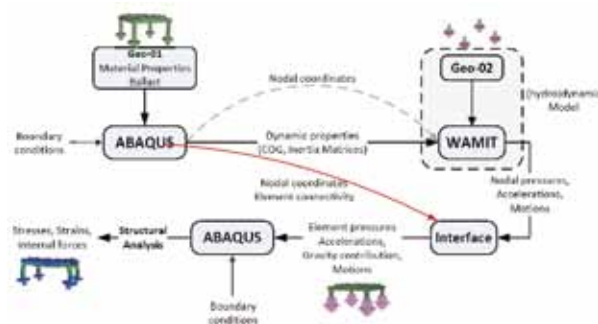 Geo-01
Material Properties
Ballast
Geo-02
Nodal coordinates
(hydrodynamic
Model
Boundary
conditions
ABAQUS
Dynamic properties
(COG, Inertia Matrices)
WAMIT
Nodal coordinates
Element connectivity
Nodal pressures,
Accelerations,
Motions
Stresses, Strains,
internal forces
Structural
Analysis
ABAQUS
Element pressures
Accelerations,
Gravity contribution,
Motions
Interface
Boundary
conditions